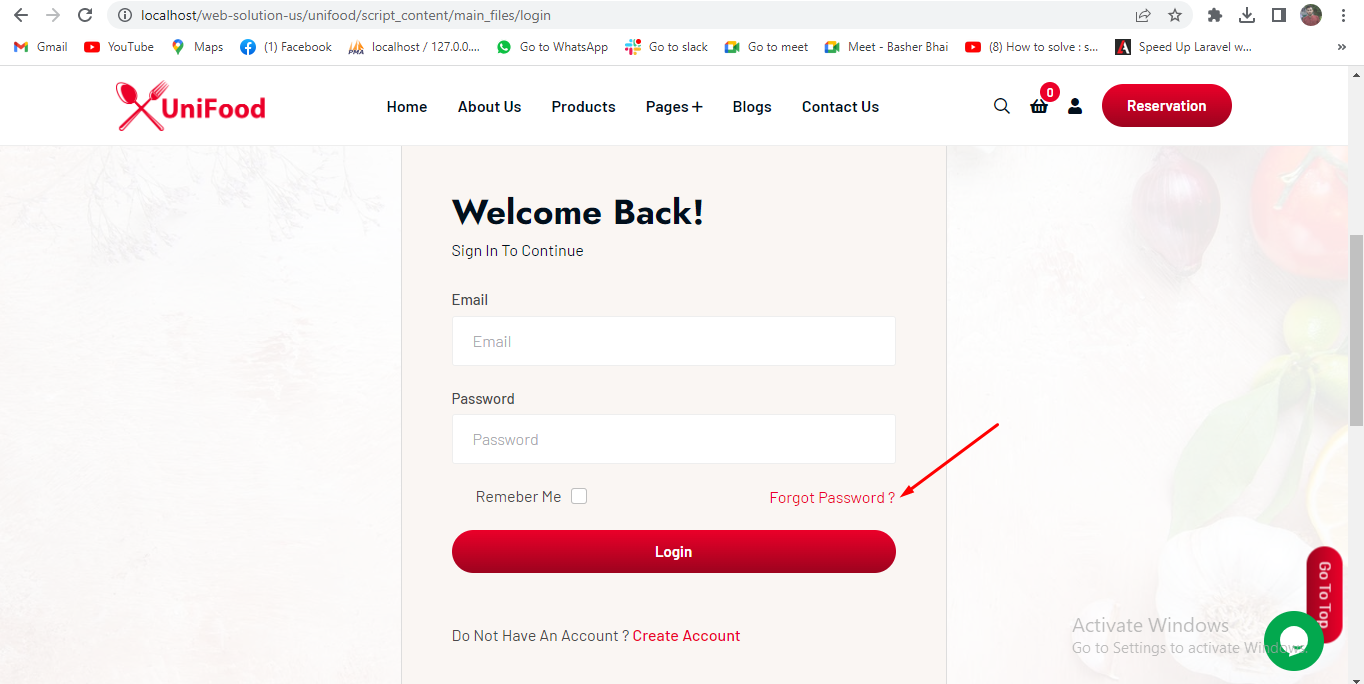 localhost/web-solution-us/unifood/script_content/main_files/login
Gmail YouTube Maps (1) Facebook localhost / 127.0.0.... Go to WhatsApp Go to slack Go to meet Meet - Basher Bhai (8) How to solve : s... Speed Up Laravel w... »
UniFood Home About Us Products Pages + Blogs Contact Us 0 Reservation
Welcome Back!
Sign In To Continue
Email
Email
Password
Password
Remeber Me Forgot Password ?
Login
Do Not Have An Account ? Create Account
Go To Top
Activate Windows
Go to Settings to activate Windows.